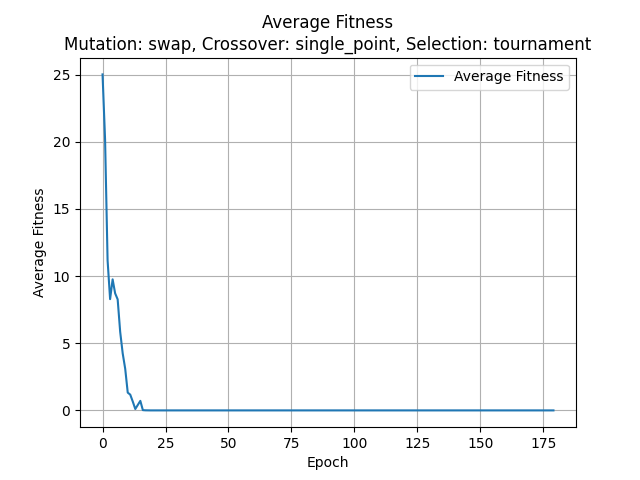 Average Fitness
Mutation: swap, Crossover: single_point, Selection: tournament
Average Fitness
25
20
15
10
5
0
Average Fitness
0 25 50 75 100 125 150 175
Epoch